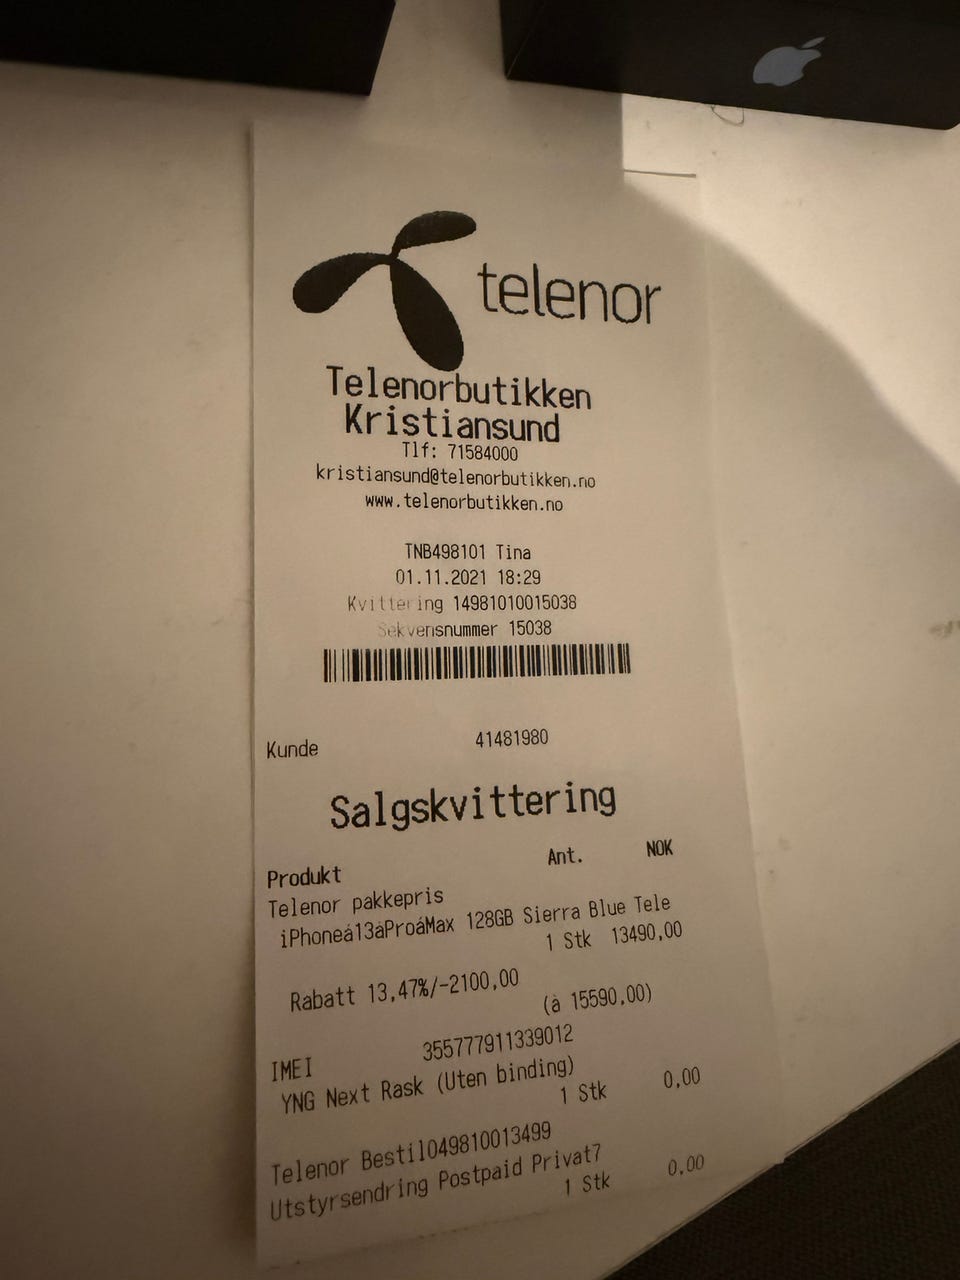 telenor
Telenorbutikken
Kristiansund
Tlf: 71584000
kristiansund@telenorbutikken.no
www.telenorbutikken.no
TNB498101 Tina
01.11.2021 18:29
Kvittering 14981010015038
Sekvensnummer 15038
Kunde 41481980
Salgskvittering
Produkt Ant. NOK
Telenor pakkepris
iPhoneá13áProáMax 128GB Sierra Blue Tele
1 Stk 13490,00
Rabatt 13,47%/-2100,00
(à 15590,00)
IMEI 355777911339012
YNG Next Rask (Uten binding)
1 Stk 0,00
Telenor Bestil049810013499
Utstyrsendring Postpaid Privat7
1 Stk 0,00